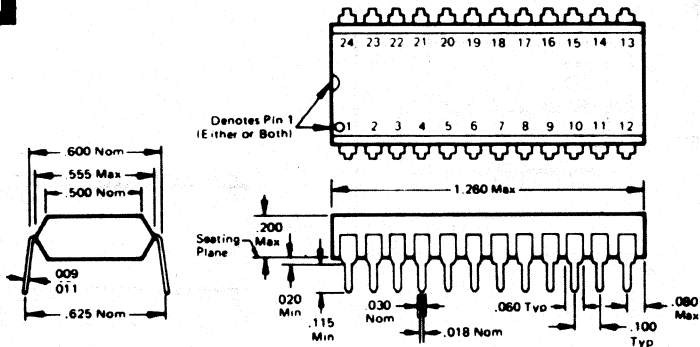 24 23 22 21 20 19 18 17 16 15 14 13
Denotes Pin 1
(Either or Both)
1 2 3 4 5 6 7 8 9 10 11 12
.600 Nom
.555 Max
.500 Nom
009
011
.625 Nom
1.260 Max
.200
Max
Seating
Plane
020
Min
.115
Min
.030
Nom
.018 Nom
.060 Typ
.100
Typ
.080
Max